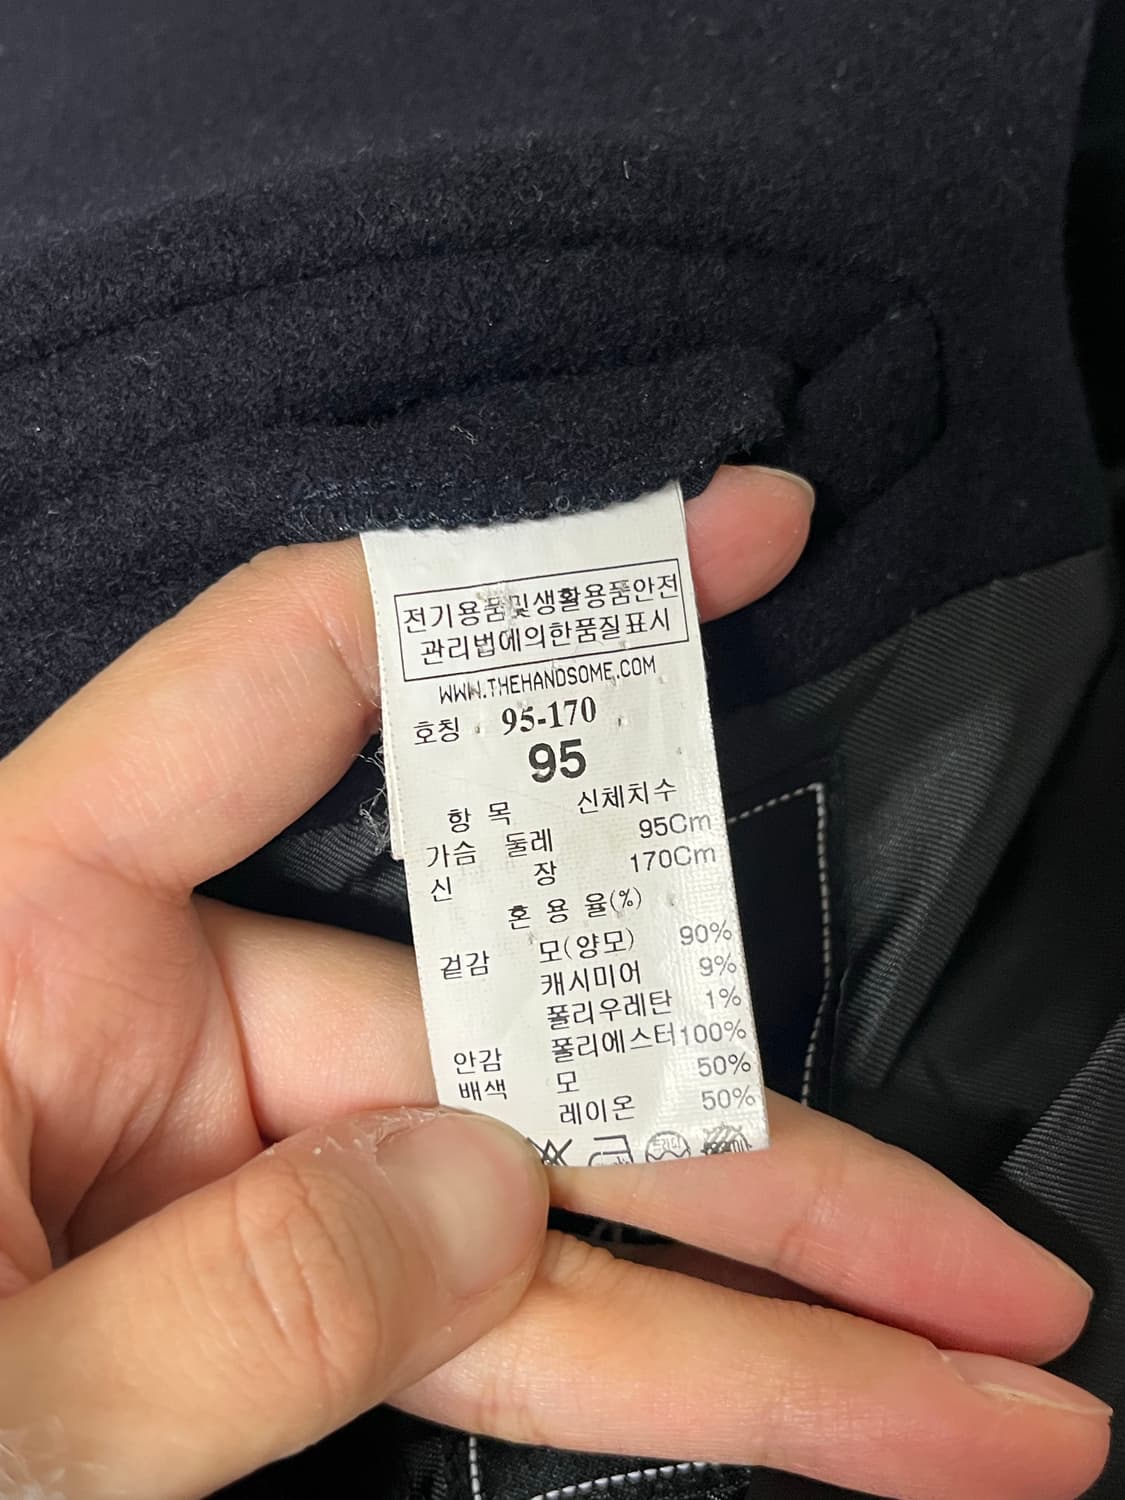 전기용품및생활용품안전
관리법에의한품질표시
WWW.THEHANDSOME.COM
호칭 95-170
95
항 목 신체치수
가슴 둘레 95Cm
신 장 170Cm
혼 용 율(%)
겉감 모(양모) 90%
캐시미어 9%
폴리우레탄 1%
안감 폴리에스터 100%
배색 모 50%
레이온 50%